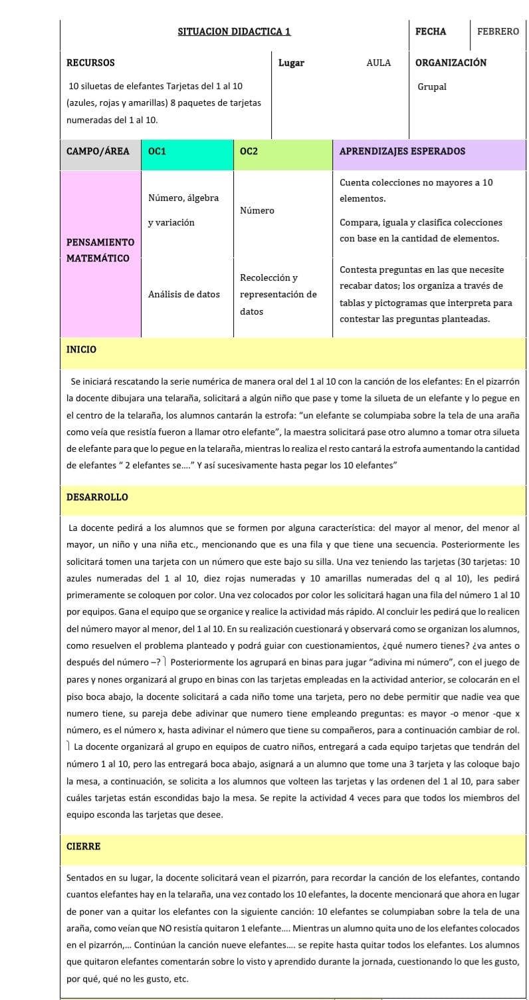 SITUACION DIDACTICA 1
FECHA
FEBRERO
RECURSOS
10 siluetas de elefantes Tarjetas del 1 al 10
(azules, rojas y amarillas) 8 paquetes de tarjetas
numeradas del 1 al 10.
Lugar
AULA
ORGANIZACIÓN
Grupal
CAMPO/ÁREA
OC1
OC2
APRENDIZAJES ESPERADOS
PENSAMIENTO
MATEMÁTICO
Número, álgebra
y variación
Número
Cuenta colecciones no mayores a 10
elementos.
Compara, iguala y clasifica colecciones
con base en la cantidad de elementos.
Análisis de datos
Recolección y
representación de
datos
Contesta preguntas en las que necesite
recabar datos; los organiza a través de
tablas y pictogramas que interpreta para
contestar las preguntas planteadas.
INICIO
Se iniciará rescatando la serie numérica de manera oral del 1 al 10 con la canción de los elefantes: En el pizarrón
la docente dibujara una telaraña, solicitará a algún niño que pase y tome la silueta de un elefante y lo pegue en
el centro de la telaraña, los alumnos cantarán la estrofa: “un elefante se columpiaba sobre la tela de una araña
como veía que resistía fueron a llamar otro elefante”, la maestra solicitará pase otro alumno a tomar otra silueta
de elefante para que lo pegue en la telaraña, mientras lo realiza el resto cantará la estrofa aumentando la cantidad
de elefantes “ 2 elefantes se….” Y así sucesivamente hasta pegar los 10 elefantes”
DESARROLLO
La docente pedirá a los alumnos que se formen por alguna característica: del mayor al menor, del menor al
mayor, un niño y una niña etc., mencionando que es una fila y que tiene una secuencia. Posteriormente les
solicitará tomen una tarjeta con un número que este bajo su silla. Una vez teniendo las tarjetas (30 tarjetas: 10
azules numeradas del 1 al 10, diez rojas numeradas y 10 amarillas numeradas del q al 10), les pedirá
primeramente se coloquen por color. Una vez colocados por color les solicitará hagan una fila del número 1 al 10
por equipos. Gana el equipo que se organice y realice la actividad más rápido. Al concluir les pedirá que lo realicen
del número mayor al menor, del 1 al 10. En su realización cuestionará y observará como se organizan los alumnos,
como resuelven el problema planteado y podrá guiar con cuestionamientos, ¿qué numero tienes? ¿va antes o
después del número –? ⎫ Posteriormente los agrupará en binas para jugar “adivina mi número”, con el juego de
pares y nones organizará al grupo en binas con las tarjetas empleadas en la actividad anterior, se colocarán en el
piso boca abajo, la docente solicitará a cada niño tome una tarjeta, pero no debe permitir que nadie vea que
numero tiene, su pareja debe adivinar que numero tiene empleando preguntas: es mayor -o menor -que x
número, es el número x, hasta adivinar el número que tiene su compañeros, para a continuación cambiar de rol.
⎫ La docente organizará al grupo en equipos de cuatro niños, entregará a cada equipo tarjetas que tendrán del
número 1 al 10, pero las entregará boca abajo, asignará a un alumno que tome una 3 tarjeta y las coloque bajo
la mesa, a continuación, se solicita a los alumnos que volteen las tarjetas y las ordenen del 1 al 10, para saber
cuáles tarjetas están escondidas bajo la mesa. Se repite la actividad 4 veces para que todos los miembros del
equipo esconda las tarjetas que desee.
CIERRE
Sentados en su lugar, la docente solicitará vean el pizarrón, para recordar la canción de los elefantes, contando
cuantos elefantes hay en la telaraña, una vez contado los 10 elefantes, la docente mencionará que ahora en lugar
de poner van a quitar los elefantes con la siguiente canción: 10 elefantes se columpiaban sobre la tela de una
araña, como veían que NO resistía quitaron 1 elefante…. Mientras un alumno quita uno de los elefantes colocados
en el pizarrón,… Continúan la canción nueve elefantes…. se repite hasta quitar todos los elefantes. Los alumnos
que quitaron elefantes comentarán sobre lo visto y aprendido durante la jornada, cuestionando lo que les gusto,
por qué, qué no les gusto, etc.